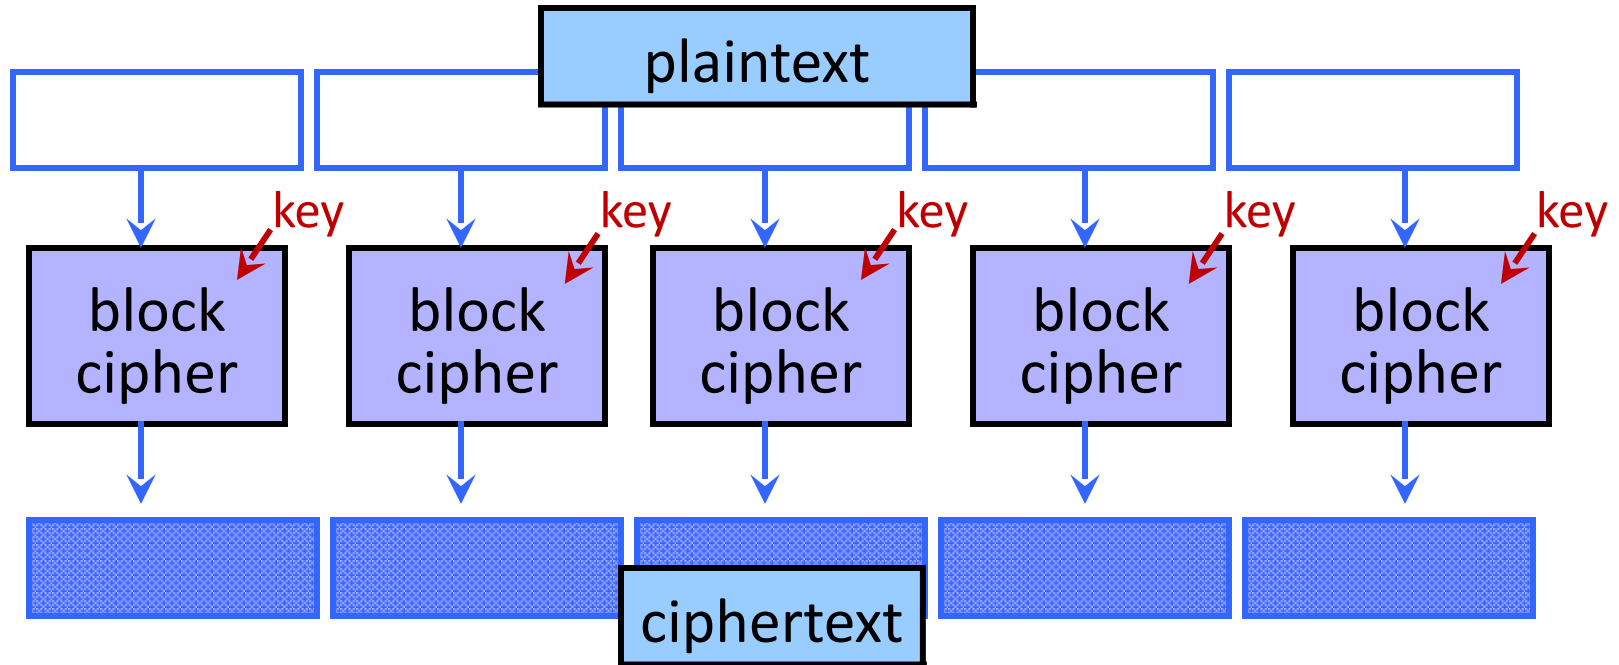 plaintext
key
key
key
key
key
block
cipher
block
cipher
block
cipher
block
cipher
block
cipher
ciphertext